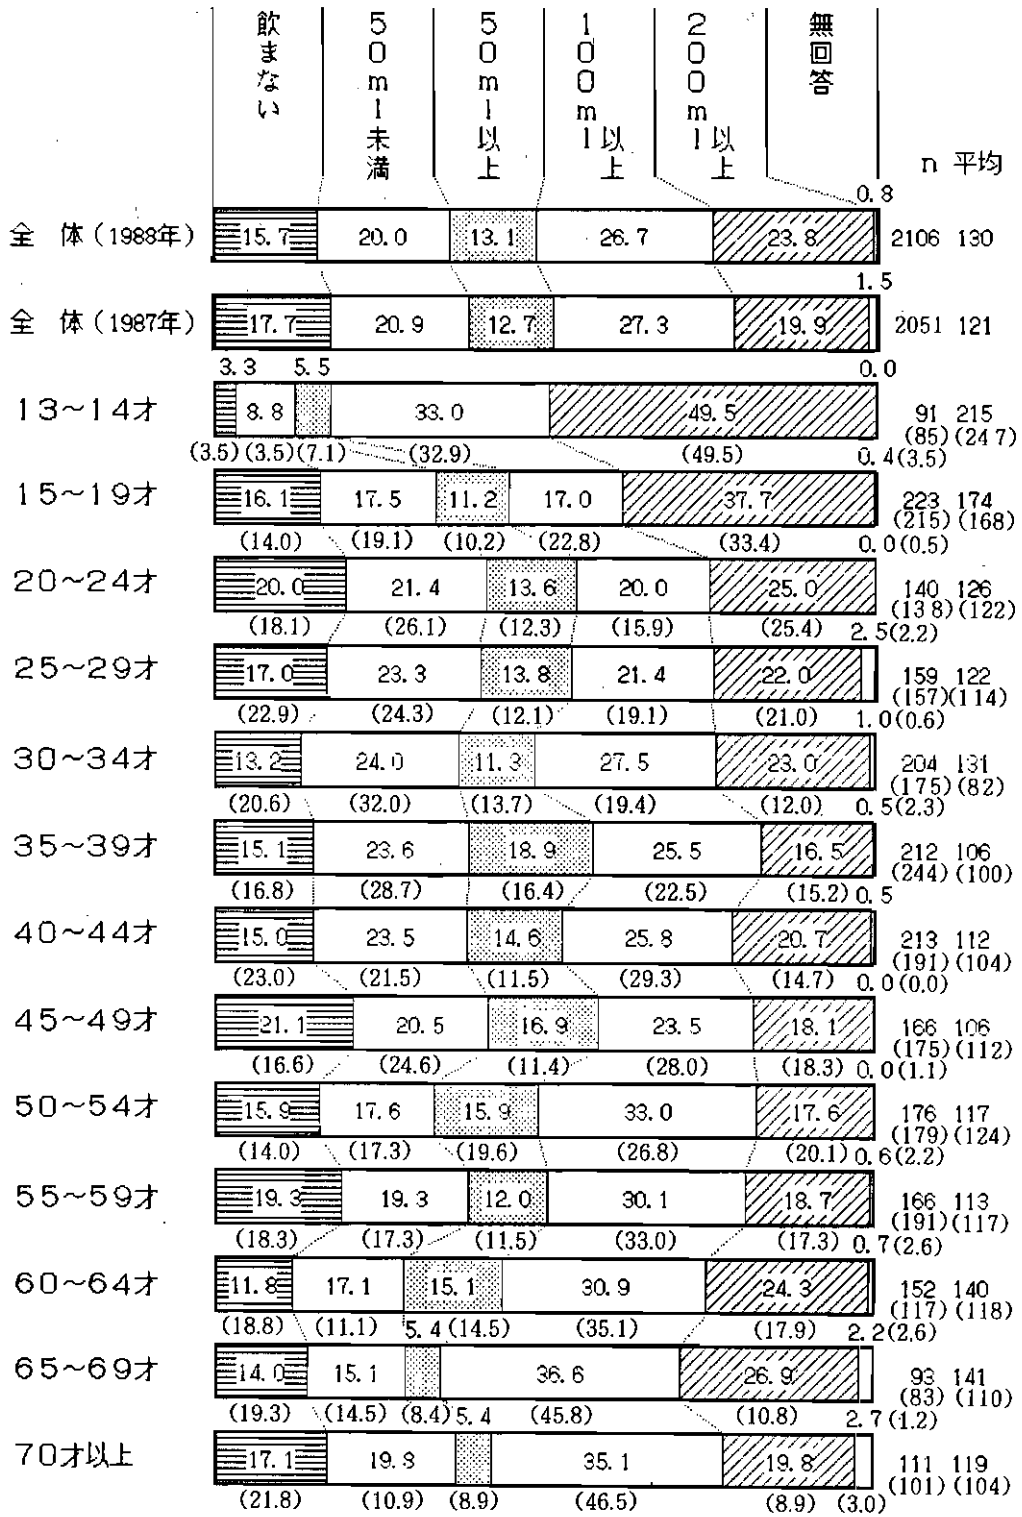 飲まない 50ml未満 50ml以上 100ml以上 200ml以上 無回答
n 平均
0.8
全 体(1988年) 15.7 20.0 13.1 26.7 23.8 2106 130
1.5
全 体(1987年) 17.7 20.9 12.7 27.3 19.9 2051 121
3.3 5.5 0.0
13~14才 8.8 33.0 49.5 91 215
(85)(247)
(3.5)(3.5)(7.1) (32.9) (49.5) 0.4(3.5)
15~19才 16.1 17.5 11.2 17.0 37.7 223 174
(215)(168)
(14.0) (19.1) (10.2) (22.8) (33.4) 0.0(0.5)
20~24才 20.0 21.4 13.6 20.0 25.0 140 126
(138)(122)
(18.1) (26.1) (12.3) (15.9) (25.4) 2.5(2.2)
25~29才 17.0 23.3 13.8 21.4 22.0 159 122
(157)(114)
(22.9) (24.3) (12.1) (19.1) (21.0) 1.0(0.6)
30~34才 13.2 24.0 11.3 27.5 23.0 204 131
(175)(82)
(20.6) (32.0) (13.7) (19.4) (12.0) 0.5(2.3)
35~39才 15.1 23.6 18.9 25.5 16.5 212 106
(244)(100)
(16.8) (28.7) (16.4) (22.5) (15.2) 0.5
40~44才 15.0 23.5 14.6 25.8 20.7 213 112
(191)(104)
(23.0) (21.5) (11.5) (29.3) (14.7) 0.0(0.0)
45~49才 21.1 20.5 16.9 23.5 18.1 166 106
(175)(112)
(16.6) (24.6) (11.4) (28.0) (18.3) 0.0(1.1)
50~54才 15.9 17.6 15.9 33.0 17.6 176 117
(179)(124)
(14.0) (17.3) (19.6) (26.8) (20.1) 0.6(2.2)
55~59才 19.3 19.3 12.0 30.1 18.7 166 113
(191)(117)
(18.3) (17.3) (11.5) (33.0) (17.3) 0.7(2.6)
60~64才 11.8 17.1 15.1 30.9 24.3 152 140
(117)(118)
(18.8) (11.1) 5.4 (14.5) (35.1) (17.9) 2.2(2.6)
65~69才 14.0 15.1 36.6 26.9 93 141
(83)(110)
(19.3) (14.5) (8.4) 5.4 (45.8) (10.8) 2.7(1.2)
70才以上 17.1 19.8 35.1 19.8 111 119
(101)(104)
(21.8) (10.9) (8.9) (46.5) (8.9) (3.0)